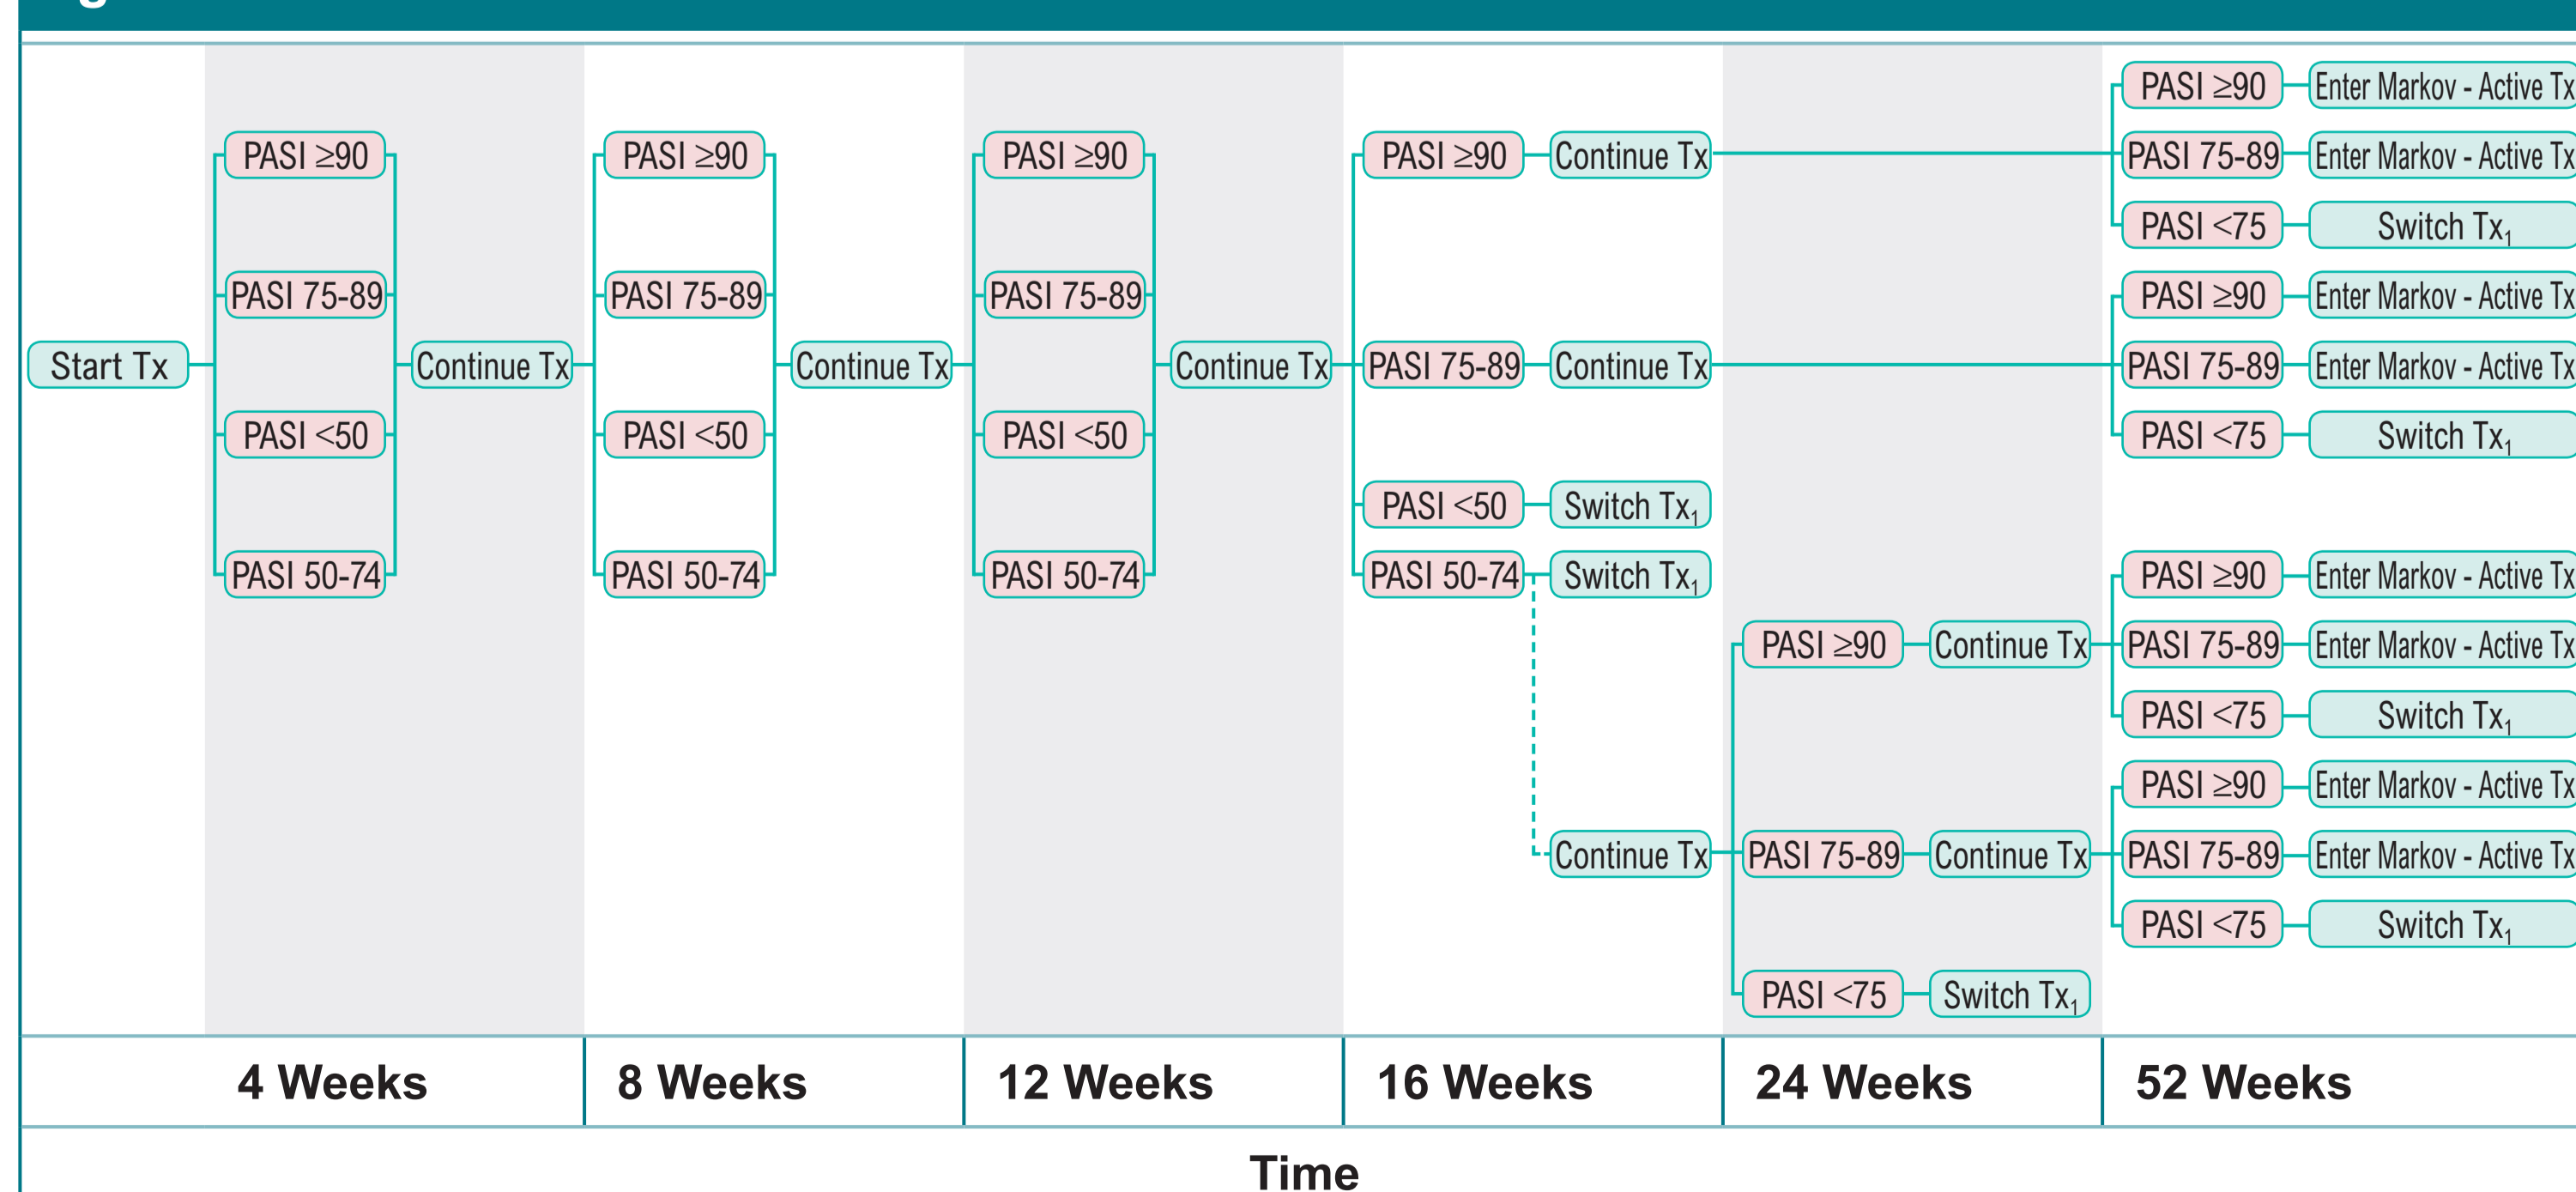 PASI ≥90 Enter Markov - Active Tx
PASI ≥90 PASI ≥90 PASI ≥90 PASI ≥90 Continue Tx PASI 75-89 Enter Markov - Active Tx
PASI <75 Switch Tx1
PASI 75-89 PASI 75-89 PASI 75-89 PASI ≥90 Enter Markov - Active Tx
Start Tx Continue Tx Continue Tx Continue Tx PASI 75-89 Continue Tx PASI 75-89 Enter Markov - Active Tx
PASI <50 PASI <50 PASI <50 PASI <75 Switch Tx1
PASI <50 Switch Tx1
PASI 50-74 PASI 50-74 PASI 50-74 PASI 50-74 Switch Tx1 PASI ≥90 Enter Markov - Active Tx
PASI ≥90 Continue Tx PASI 75-89 Enter Markov - Active Tx
PASI <75 Switch Tx1
PASI ≥90 Enter Markov - Active Tx
Continue Tx PASI 75-89 Continue Tx PASI 75-89 Enter Markov - Active Tx
PASI <75 Switch Tx1
PASI <75 Switch Tx1
4 Weeks 8 Weeks 12 Weeks 16 Weeks 24 Weeks 52 Weeks
Time